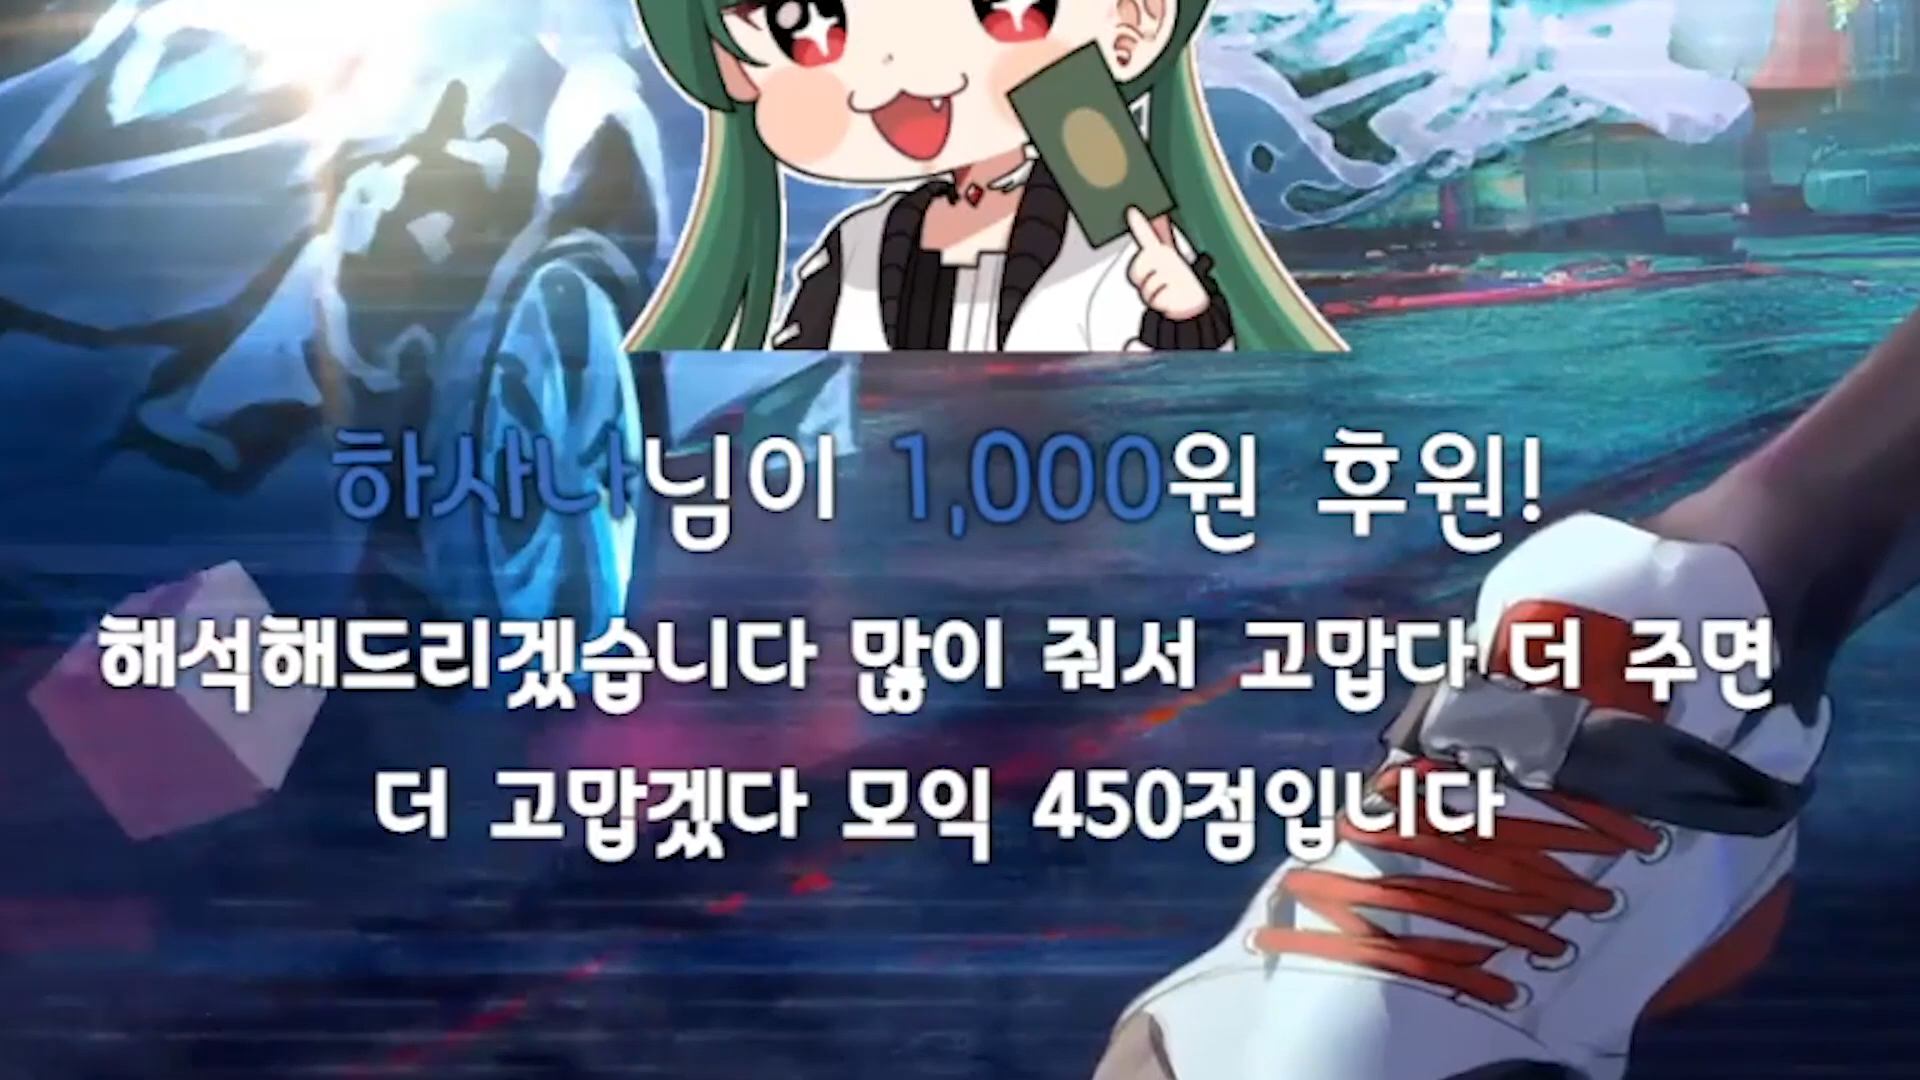 하사나님이 1,000원 후원!
해석해드리겠습니다 많이 줘서 고맙다 더 주면
더 고맙겠다 모익 450점입니다